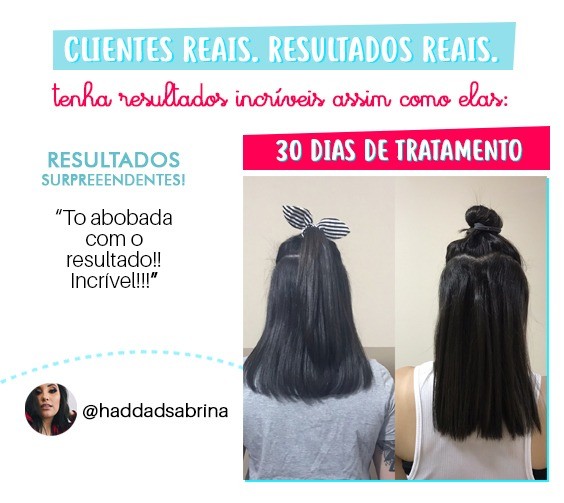 CLIENTES REAIS. RESULTADOS REAIS.
tenha resultados incríveis assim como elas:
30 DIAS DE TRATAMENTO
RESULTADOS
SURPREEENDENTES!
“To abobada
com o
resultado!!
Incrível!!!”
@haddadsabrina